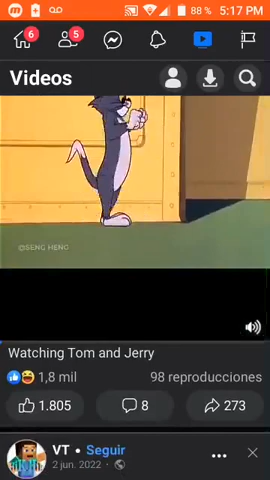 88 % 5:17 PM
6
5
Videos
@SENG HENG
Watching Tom and Jerry
1,8 mil
98 reproducciones
1.805
8
273
VT • Seguir
2 jun. 2022 ·